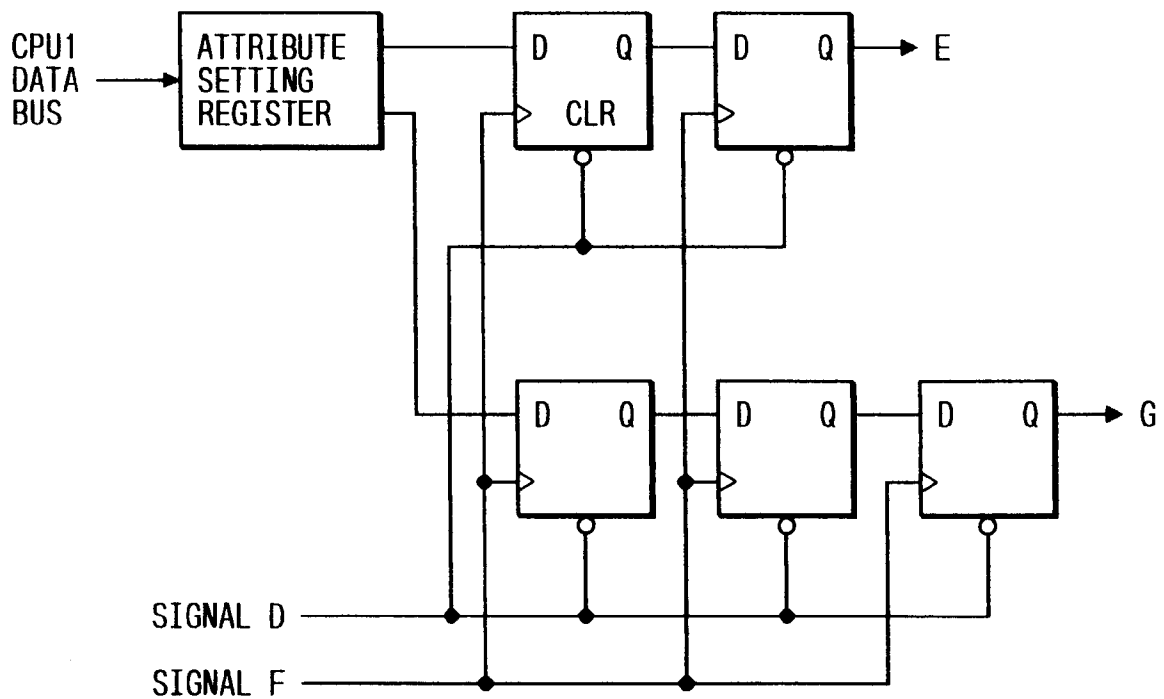 CPU1
DATA
BUS
ATTRIBUTE
SETTING
REGISTER
D Q
CLR
D Q
E
D Q
D Q
D Q
G
SIGNAL D
SIGNAL F